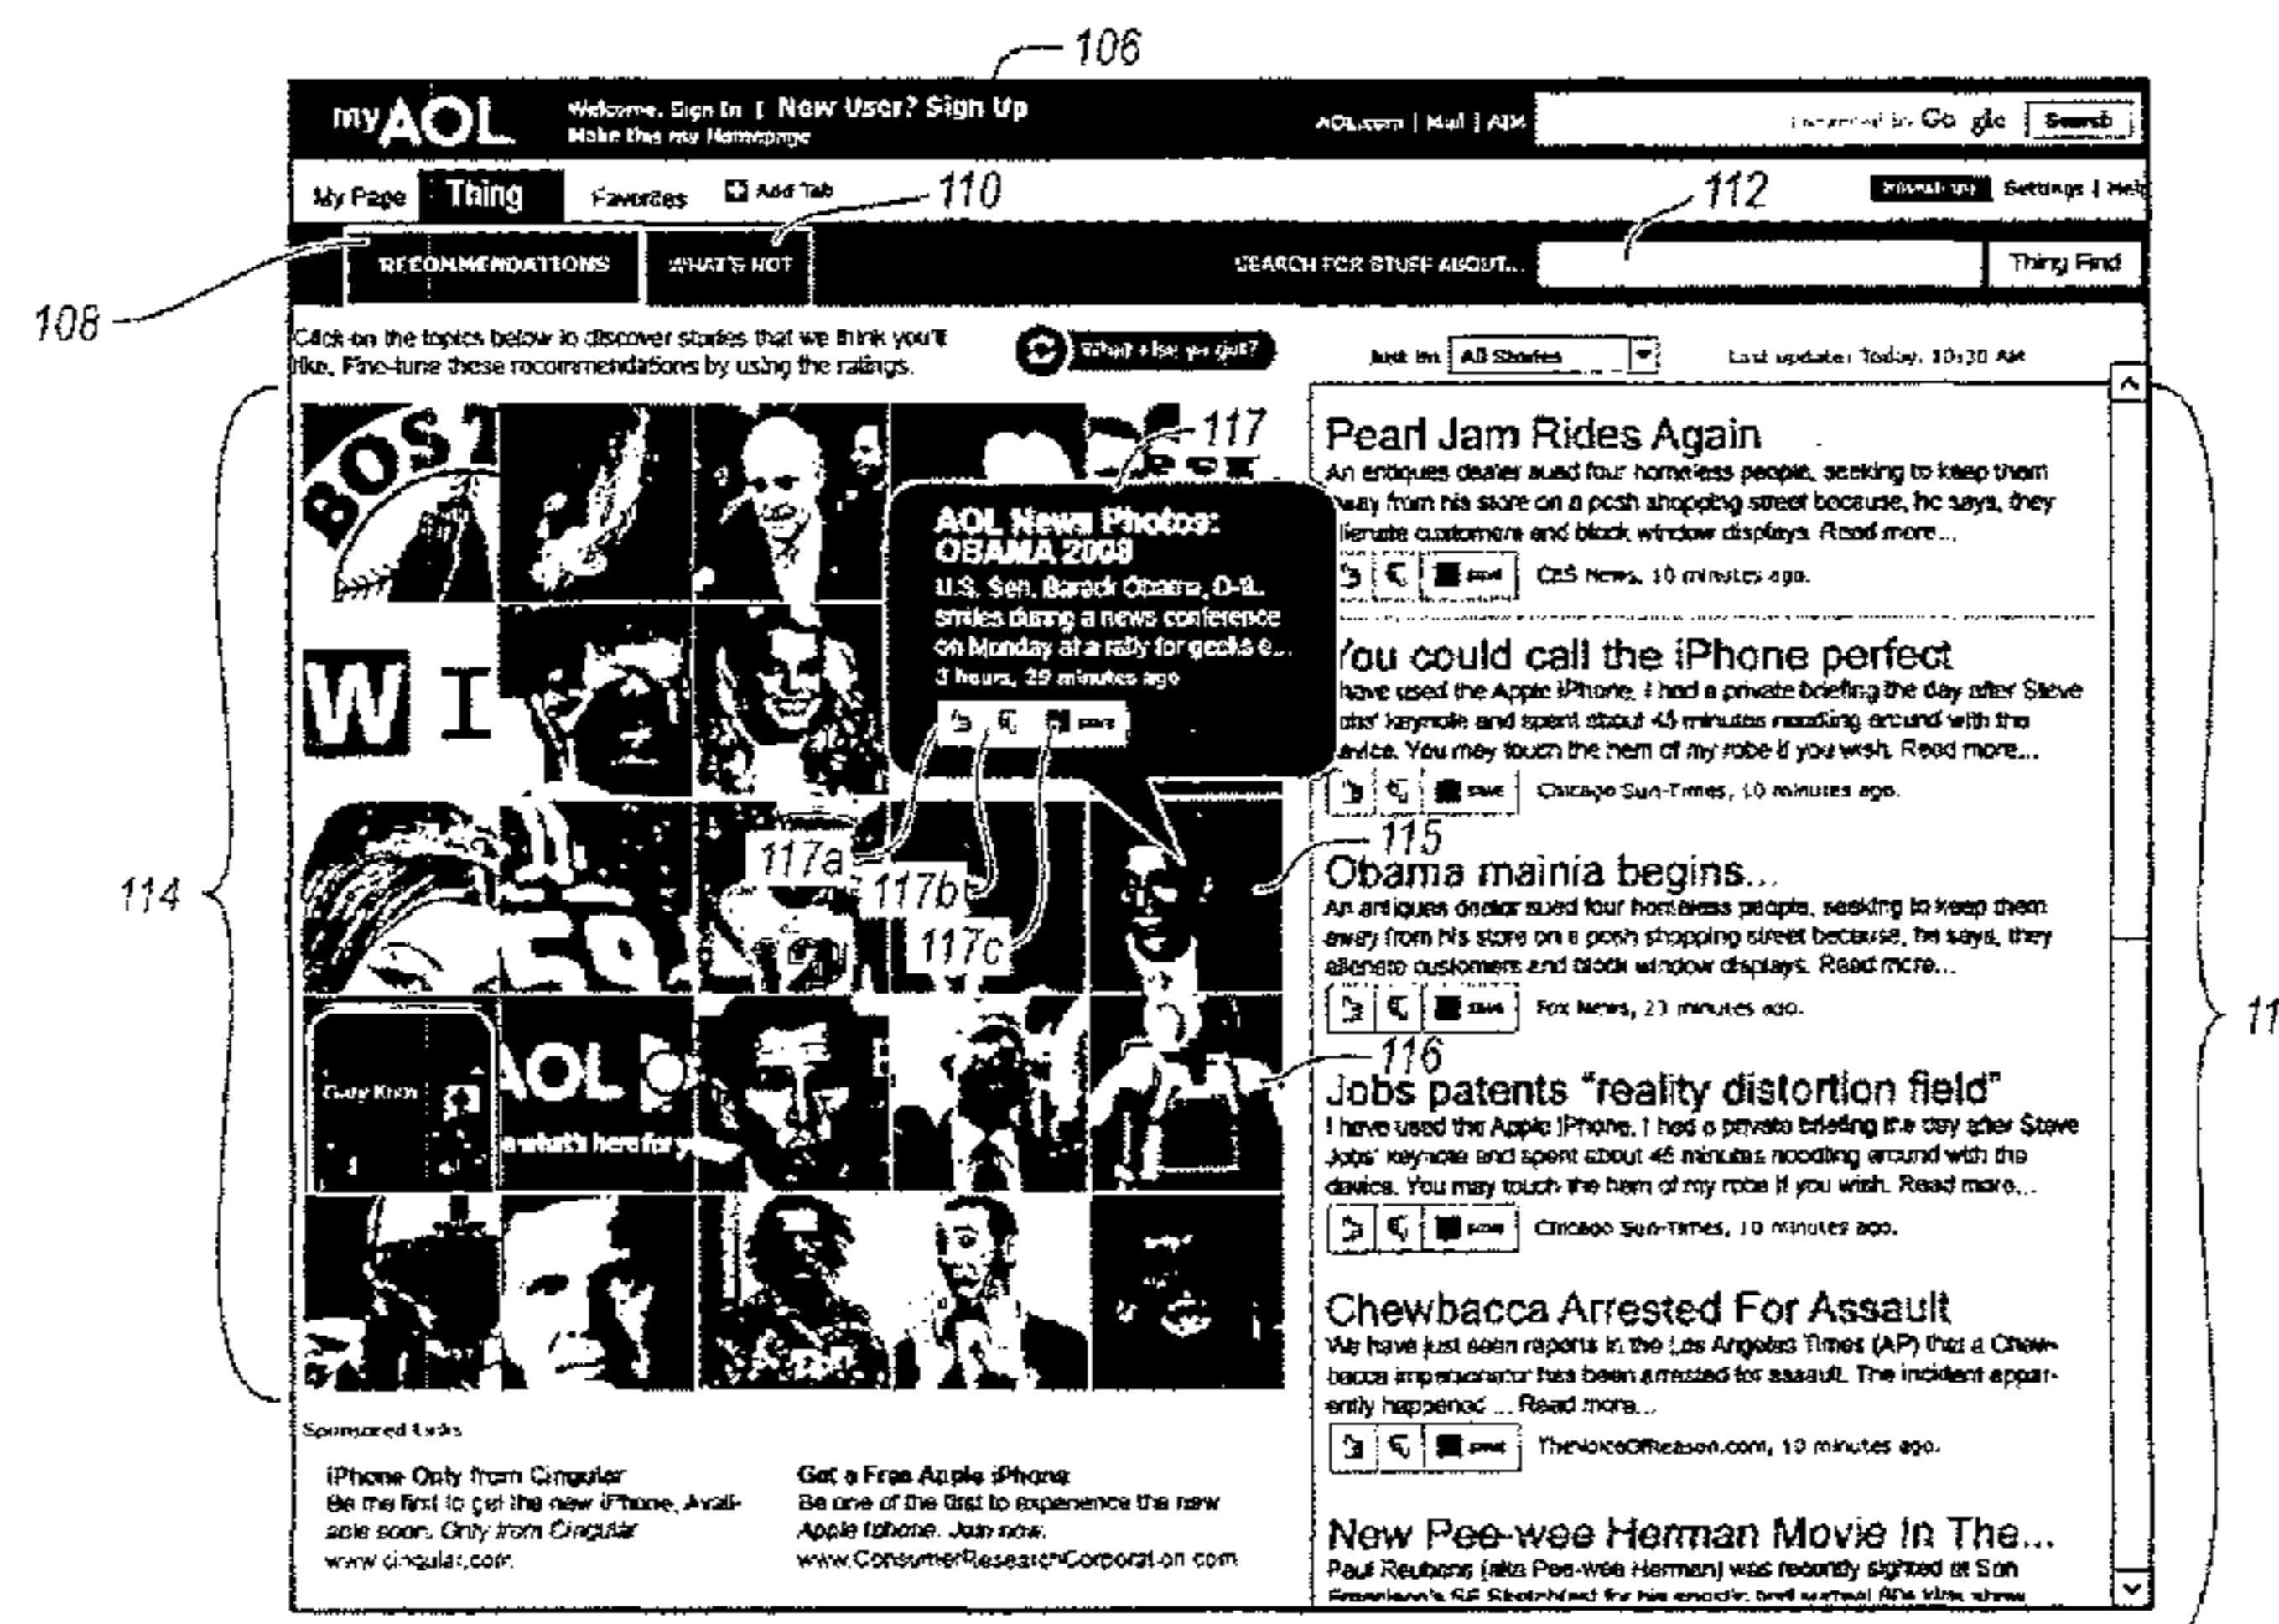 106
myAOL
Welcome. Sign In | New User? Sign Up
Make this my Homepage
AOL.com | Mail | AIM
Search
My Page
Thing
Favorites
Add Tab
110
112
Settings | Help
108
RECOMMENDATIONS
WHAT'S HOT
SEARCH FOR STUFF ABOUT...
Thing Find
Click on the topics below to discover stories that we think you'll
like, Fine-tune these recommendations by using the ratings.
What else ya got?
Just In:
All Stories
Last update: Today, 10:30 AM
114
BOST
W I
59
AOL
what's here for y
117
AOL News Photos:
OBAMA 2008
U.S. Sen. Barack Obama,
smiles during a news conference
on Monday at a rally for geeks e...
3 hours, 29 minutes ago
117a
117b
117c
115
116
Pearl Jam Rides Again
An antiques dealer sued four homeless people, seeking to keep them
way from his store on a posh shopping street because, he says, they
lienate customers and block window displays. Read more...
CBS News, 10 minutes ago.
You could call the iPhone perfect
have used the Apple iPhone. I had a private briefing the day after Steve
obs' keynote and spent about 45 minutes noodling around with the
evice. You may touch the hem of my robe if you wish. Read more...
SAVE
Chicago Sun-Times, 10 minutes ago.
Obama mainia begins...
An antiques dealer sued four homeless people, seeking to keep them
away from his store on a posh shopping street because, he says, they
alienate customers and block window displays. Read more...
Fox News, 23 minutes ago.
Jobs patents "reality distortion field"
I have used the Apple iPhone. I had a private briefing the day after Steve
Jobs' keynote and spent about 45 minutes noodling around with the
device. You may touch the hem of my robe if you wish. Read more...
Chicago Sun-Times, 10 minutes ago.
Chewbacca Arrested For Assault
We have just seen reports in the Los Angeles Times (AP) that a Chew-
bacca impersonator has been arrested for assault. The incident appar-
ently happened ... Read more...
TheVoiceOfReason.com, 10 minutes ago.
New Pee-wee Herman Movie In The...
Paul Reubens (aka Pee-wee Herman) was recently sighted at San
11
Sponsored Links
iPhone Only from Cingular
Be the first to get the new iPhone, Avail-
able soon. Only from Cingular
www.cingular.com
Get a Free Apple iPhone
Be one of the first to experience the new
Apple Iphone. Join now.
www.ConsumerResearchCorporation.com